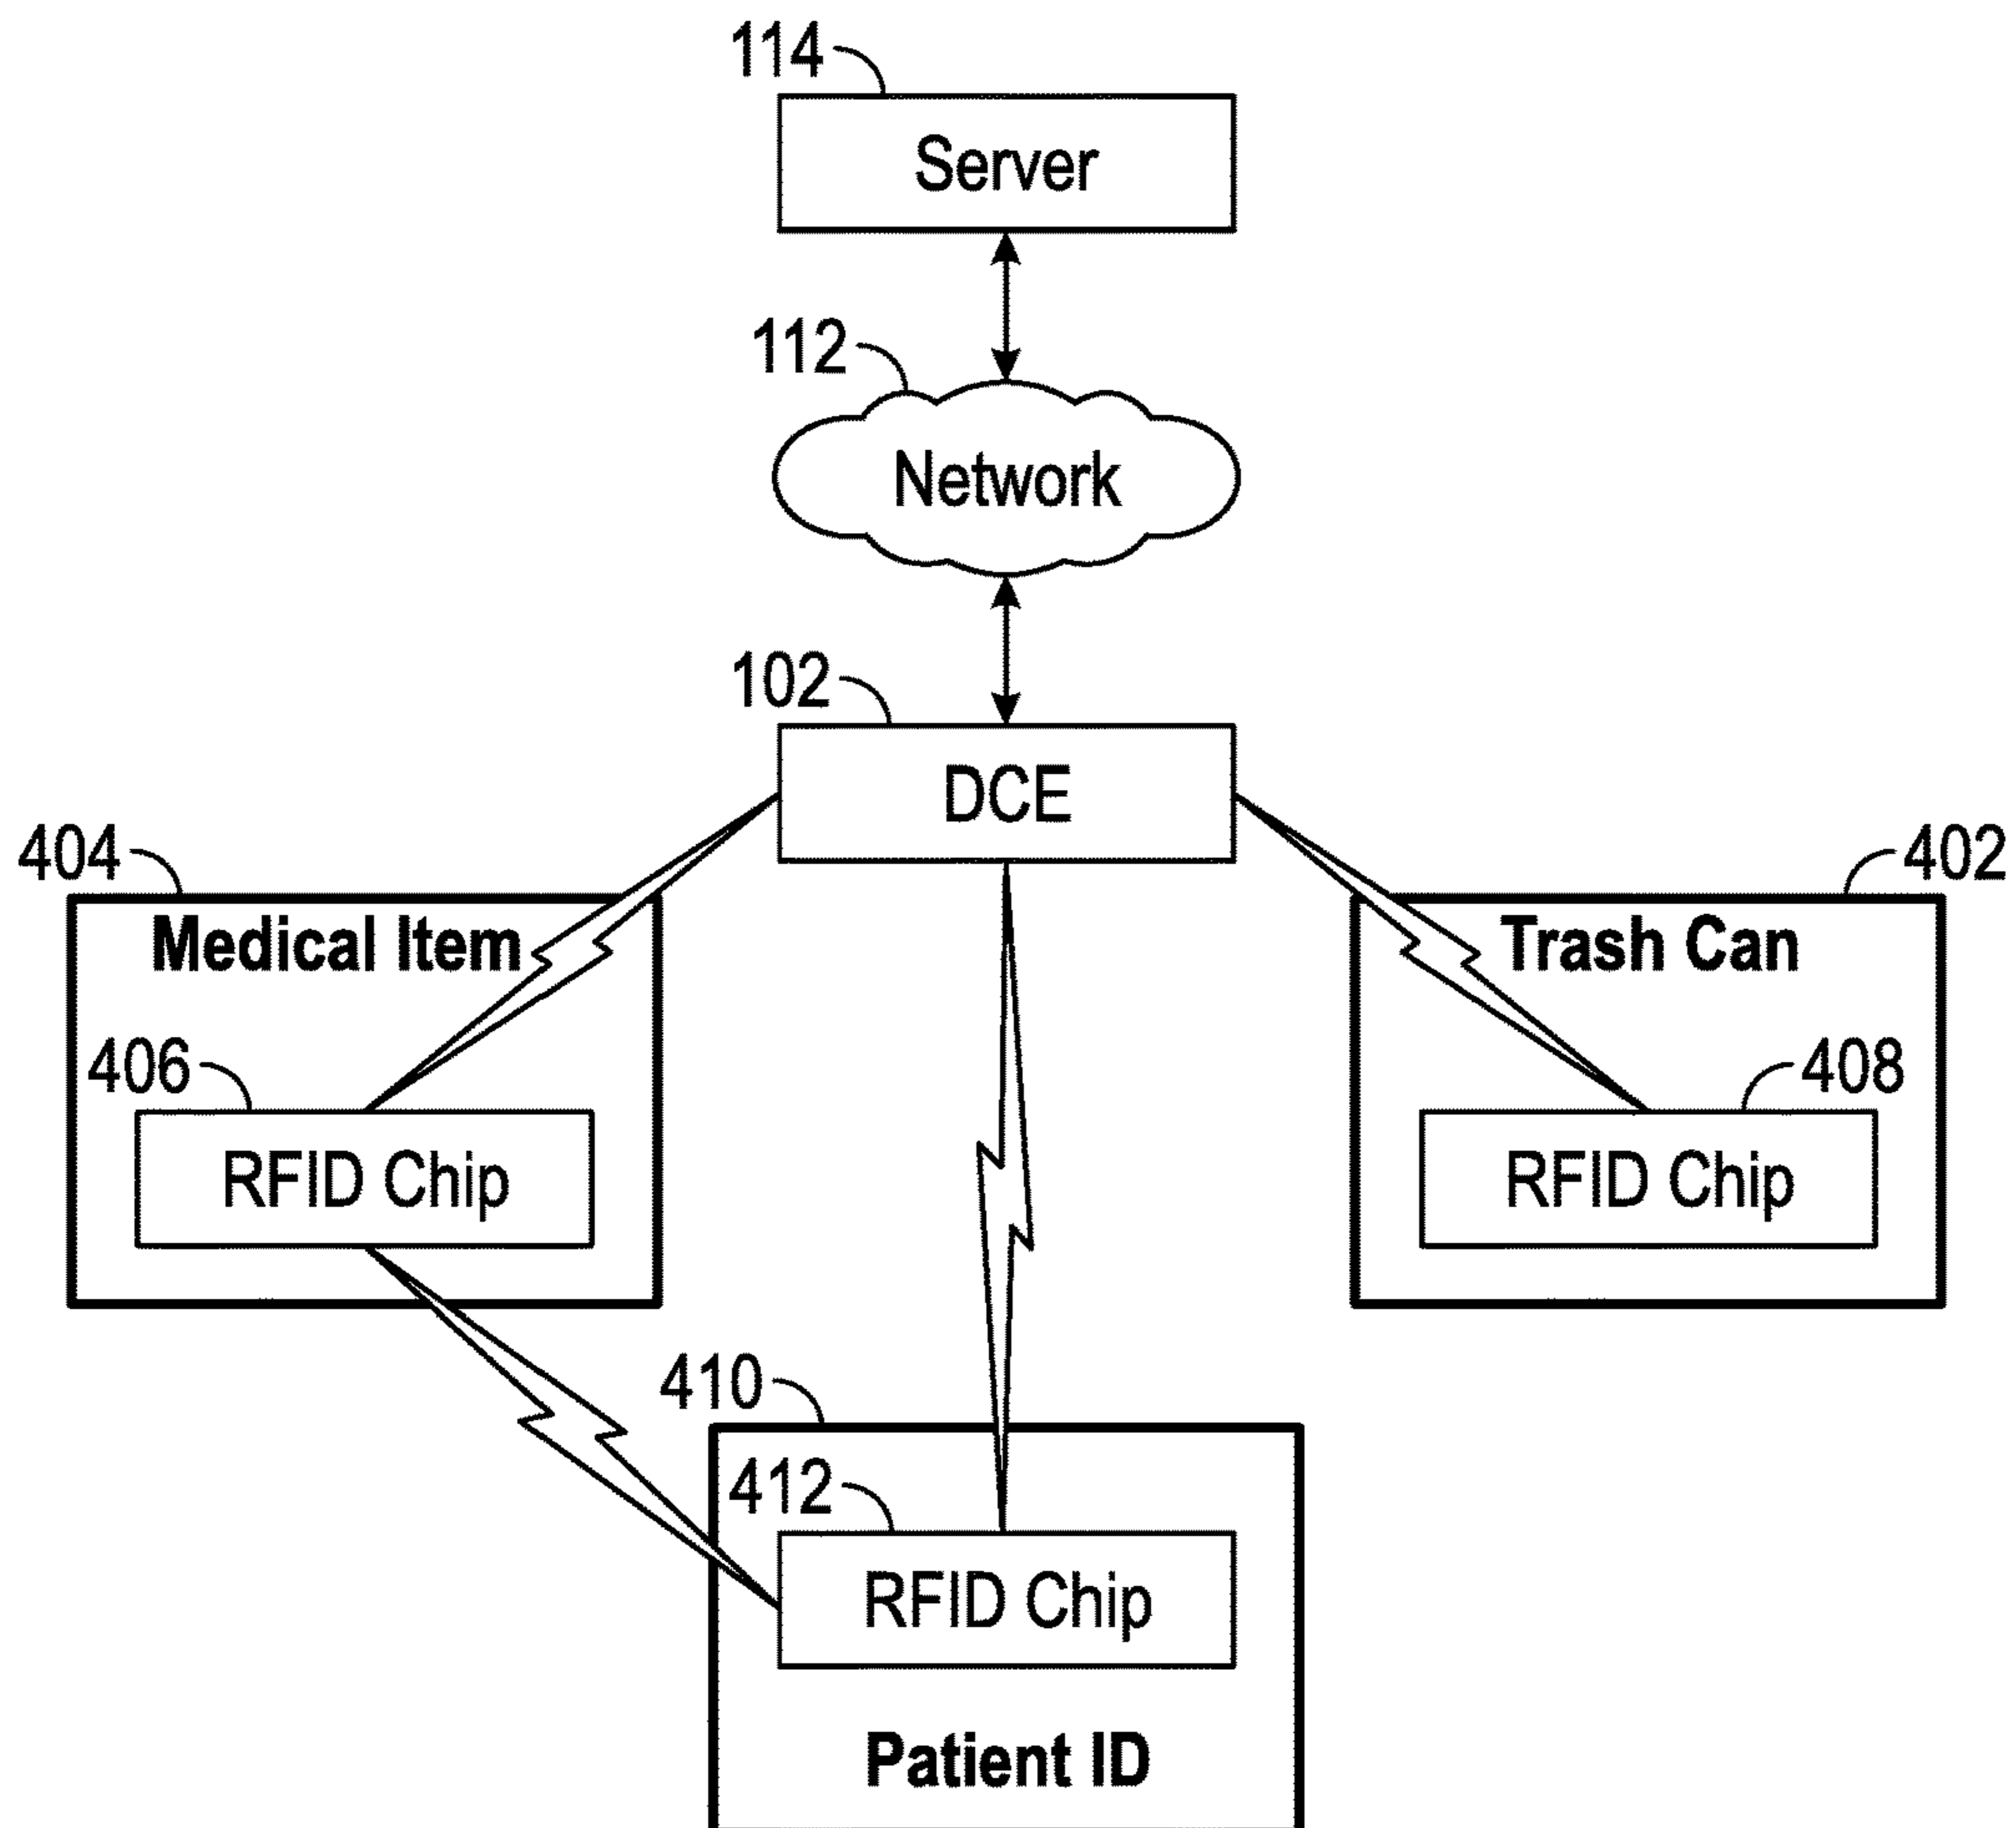 114
Server
112
Network
102
DCE
404
402
Medical Item
Trash Can
406
408
RFID Chip
RFID Chip
410
412
RFID Chip
Patient ID